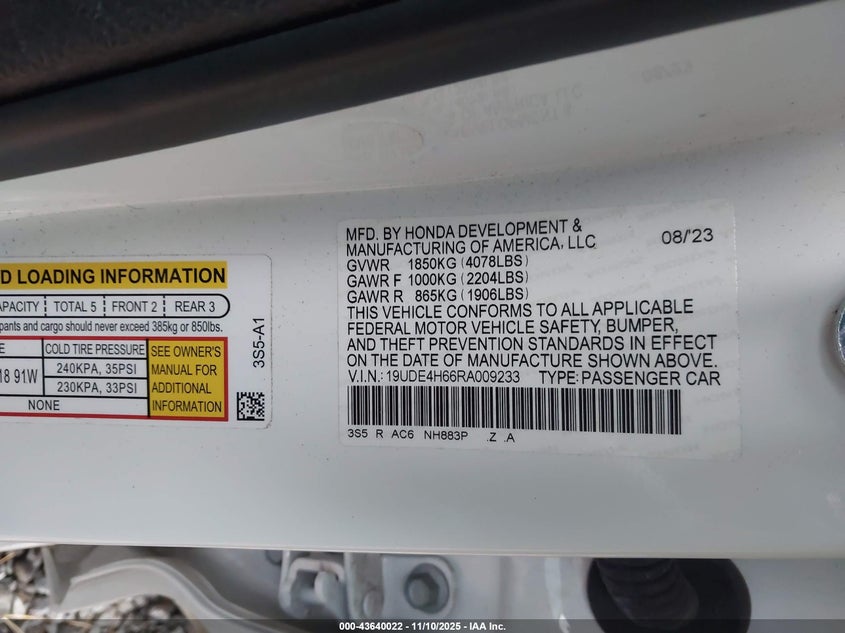 D LOADING INFORMATION
APACITY TOTAL 5 FRONT 2 REAR 3
pants and cargo should never exceed 385kg or 850lbs.
E COLD TIRE PRESSURE SEE OWNER'S MANUAL FOR ADDITIONAL INFORMATION
18 91W 240KPA, 35PSI
230KPA, 33PSI
NONE
3S5-A1
MFD. BY HONDA DEVELOPMENT &
MANUFACTURING OF AMERICA, LLC 08/'23
GVWR 1850KG (4078LBS)
GAWR F 1000KG (2204LBS)
GAWR R 865KG (1906LBS)
THIS VEHICLE CONFORMS TO ALL APPLICABLE
FEDERAL MOTOR VEHICLE SAFETY, BUMPER,
AND THEFT PREVENTION STANDARDS IN EFFECT
ON THE DATE OF MANUFACTURE SHOWN ABOVE.
V.I.N.: 19UDE4H66RA009233 TYPE: PASSENGER CAR
3S5 R AC6 NH883P .Z .A
000-43640022 - 11/10/2025 - IAA Inc.